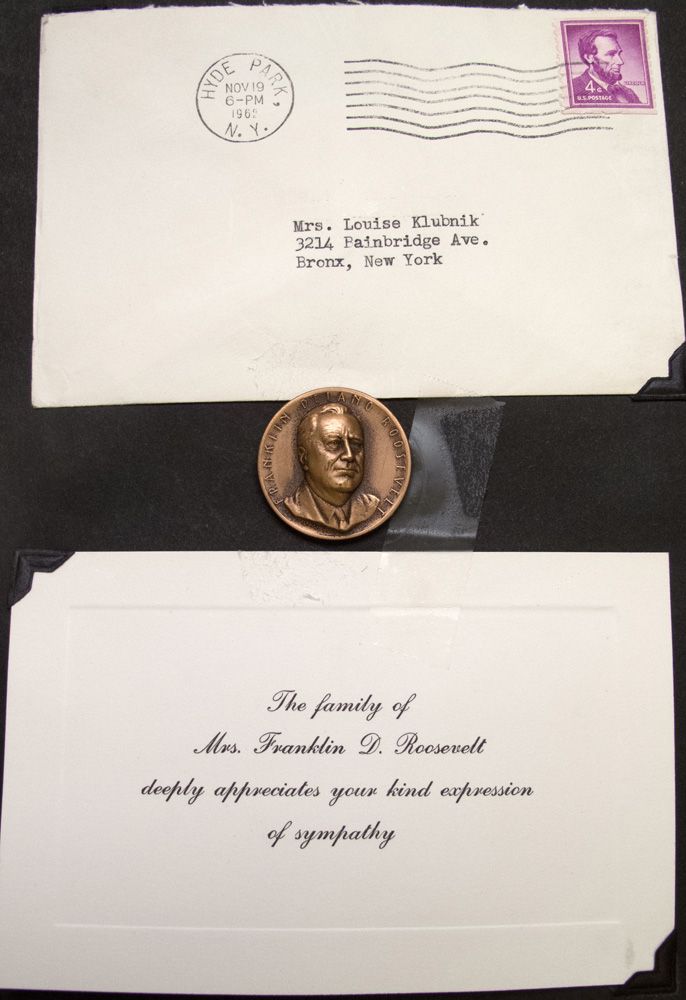 HYDE PARK,
NOV 19
6-PM
1962
N. Y.
LINCOLN
4¢
U.S. POSTAGE
Mrs. Louise Klubnik
3214 Bainbridge Ave.
Bronx, New York
FRANKLIN DELANO ROOSEVELT
The family of
Mrs. Franklin D. Roosevelt
deeply appreciates your kind expression
of sympathy